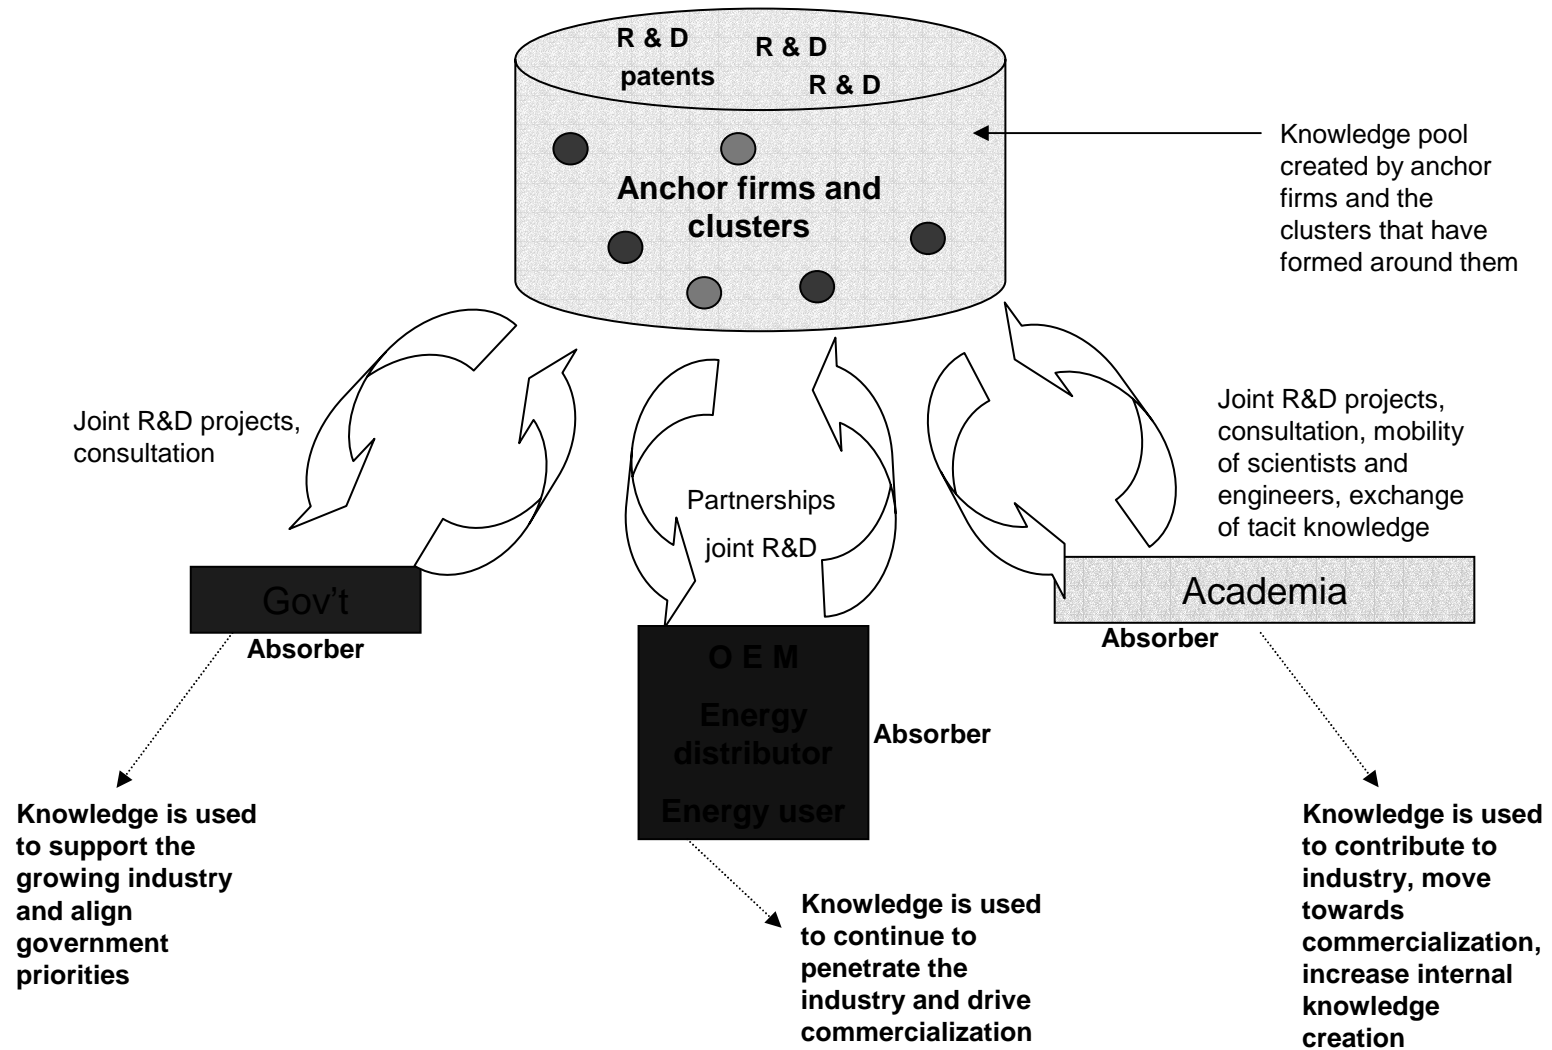 R & D
R & D
patents
R & D
Anchor firms and
clusters
Knowledge pool
created by anchor
firms and the
clusters that have
formed around them
Joint R&D projects,
consultation
Partnerships
joint R&D
Joint R&D projects,
consultation, mobility
of scientists and
engineers, exchange
of tacit knowledge
Gov't
Absorber
O E M
Energy
distributor
Energy user
Absorber
Academia
Absorber
Knowledge is used
to support the
growing industry
and align
government
priorities
Knowledge is used
to continue to
penetrate the
industry and drive
commercialization
Knowledge is used
to contribute to
industry, move
towards
commercialization,
increase internal
knowledge
creation